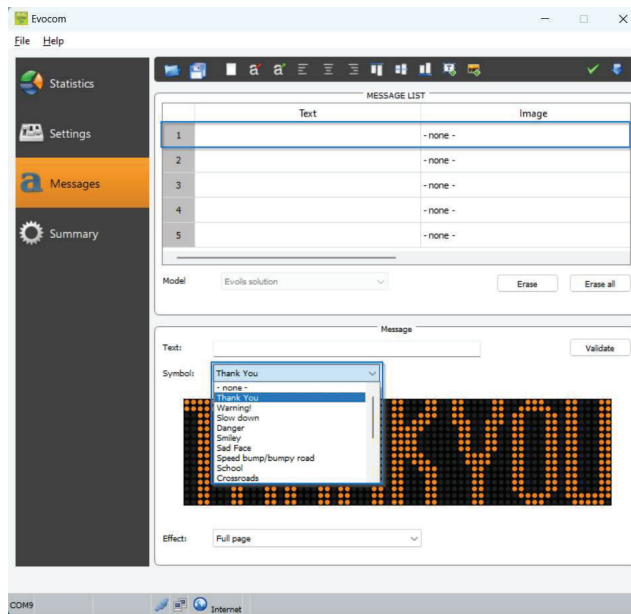 Evocom
File Help
Statistics
Settings
Messages
Summary
MESSAGE LIST
Text Image
1 - none -
2 - none -
3 - none -
4 - none -
5 - none -
Model Evolis solution
Erase Erase all
Message
Text: Validate
Symbol: Thank You
- none -
Thank You
Warning!
Slow down
Danger
Smiley
Sad Face
Speed bump/bumpy road
School
Crossroads
Effect: Full page
COM9 Internet